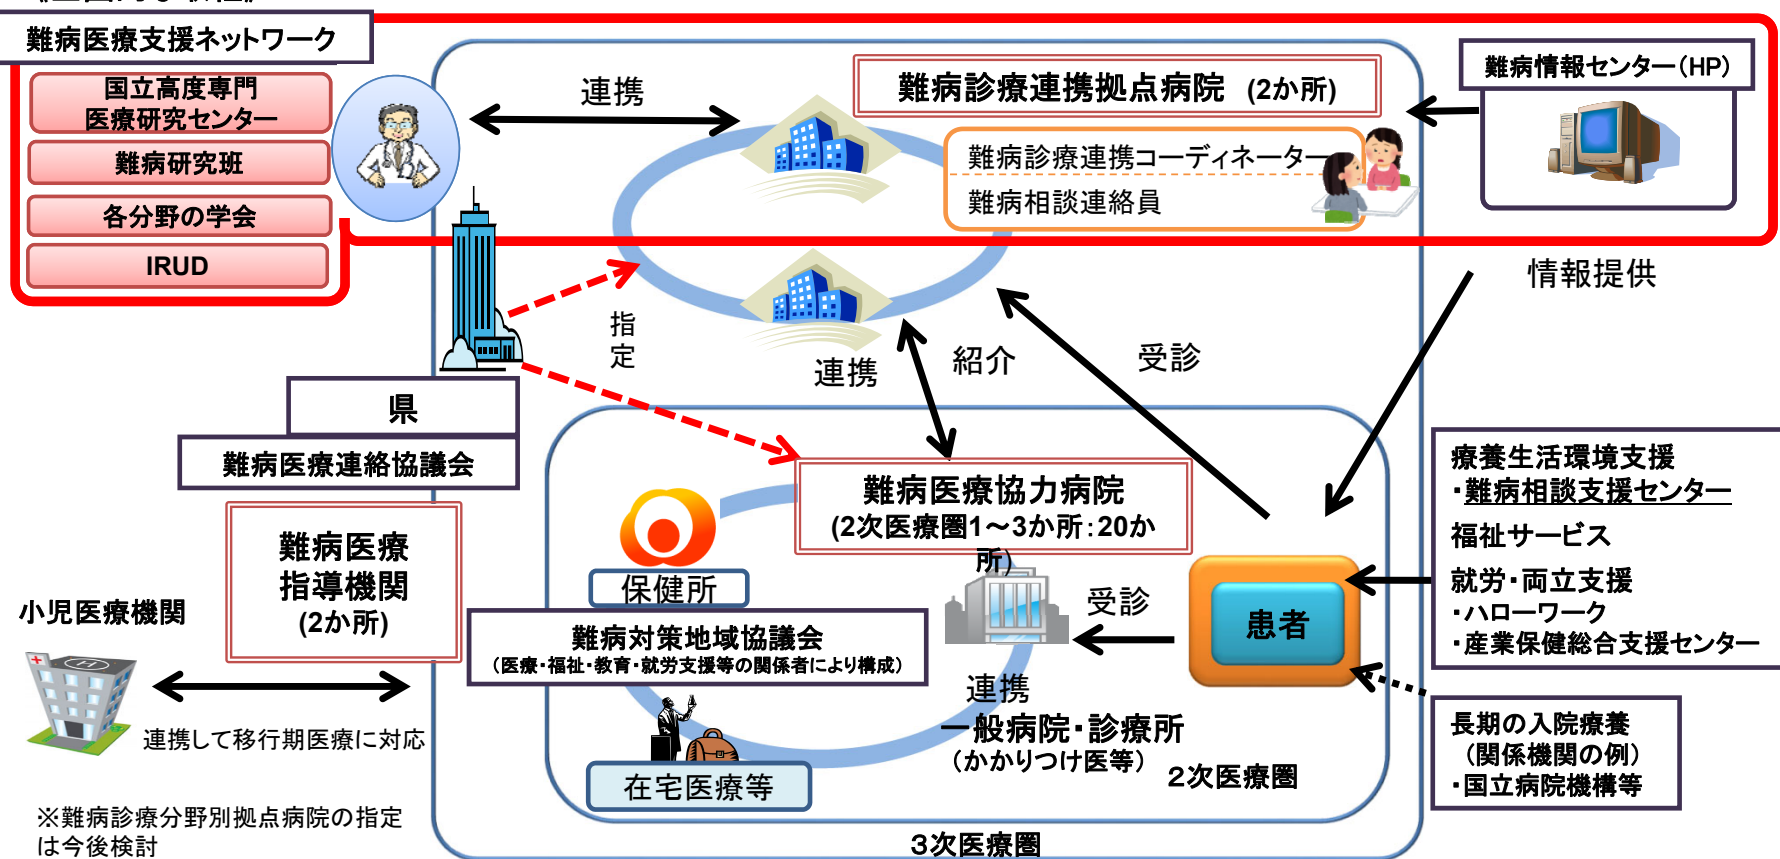 難病医療支援ネットワーク
国立高度専門
医療研究センター
難病研究班
各分野の学会
IRUD
連携
難病診療連携拠点病院 (2か所)
難病診療連携コーディネーター
難病相談連絡員
難病情報センター(HP)
情報提供
指
定
連携
紹介
受診
県
難病医療連絡協議会
難病医療
指導機関
(2か所)
小児医療機関
連携して移行期医療に対応
※難病診療分野別拠点病院の指定
は今後検討
難病医療協力病院
(2次医療圏1~3か所:20か
所)
保健所
難病対策地域協議会
(医療・福祉・教育・就労支援等の関係者により構成)
在宅医療等
受診
連携
一般病院・診療所
(かかりつけ医等)
患者
2次医療圏
3次医療圏
療養生活環境支援
・難病相談支援センター
福祉サービス
就労・両立支援
・ハローワーク
・産業保健総合支援センター
長期の入院療養
(関係機関の例)
・国立病院機構等